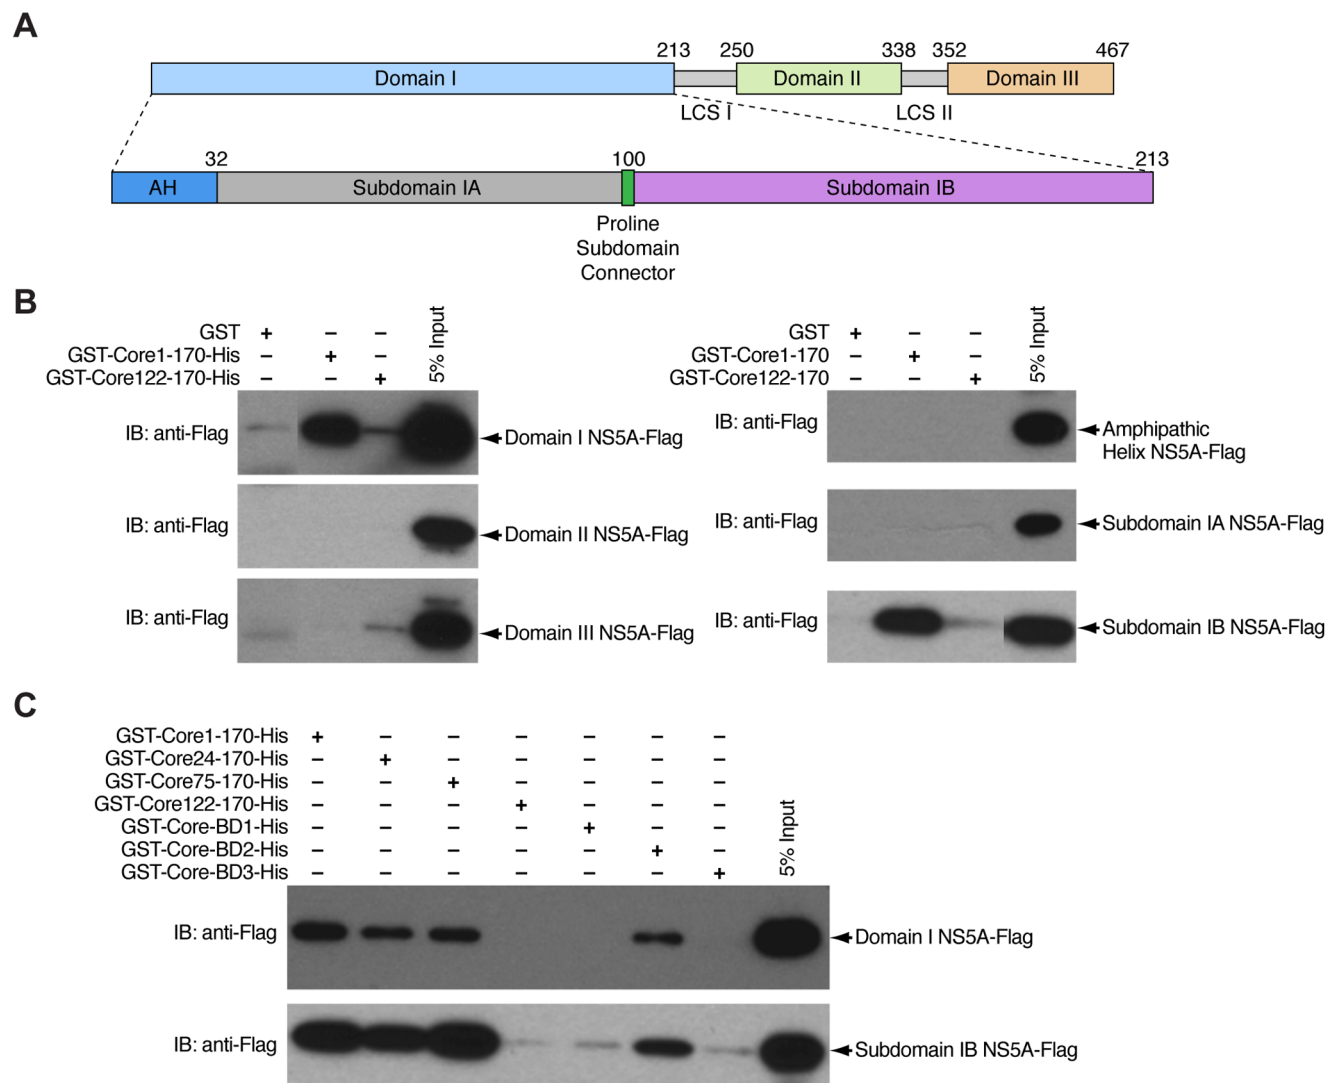 A
213 250 338 352 467
Domain I Domain II Domain III
LCS I LCS II
32 100 213
AH Subdomain IA Subdomain IB
Proline
Subdomain
Connector
B
GST + – – 5% Input
GST-Core1-170-His – + –
GST-Core122-170-His – – +
IB: anti-Flag Domain I NS5A-Flag
IB: anti-Flag Domain II NS5A-Flag
IB: anti-Flag Domain III NS5A-Flag
GST + – – 5% Input
GST-Core1-170 – + –
GST-Core122-170 – – +
IB: anti-Flag Amphipathic
Helix NS5A-Flag
IB: anti-Flag Subdomain IA NS5A-Flag
IB: anti-Flag Subdomain IB NS5A-Flag
C
GST-Core1-170-His + – – – – – –
GST-Core24-170-His – + – – – – –
GST-Core75-170-His – – + – – – –
GST-Core122-170-His – – – + – – –
GST-Core-BD1-His – – – – + – –
GST-Core-BD2-His – – – – – + –
GST-Core-BD3-His – – – – – – +
5% Input
IB: anti-Flag Domain I NS5A-Flag
IB: anti-Flag Subdomain IB NS5A-Flag